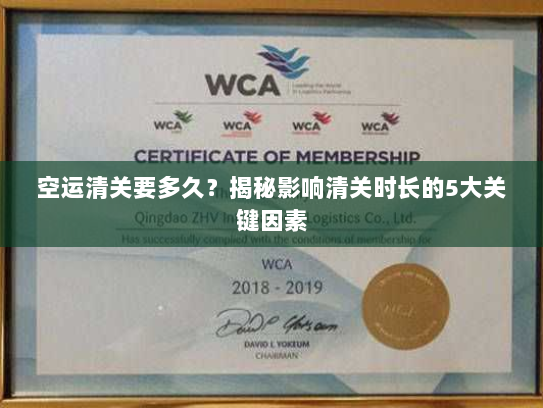 WCA
Leading the World
in Logistics Partnering
WCA
WCA
WCA
WCA
CERTIFICATE OF MEMBERSHIP
空运清关要多久？揭秘影响清关时长的5大关
键因素
Qingdao ZHV In Logistics Co., Ltd.
Has successfully complied with the conditions of membership for
WCA
2018 - 2019
DAVID L YOKEUM
CHAIRMAN